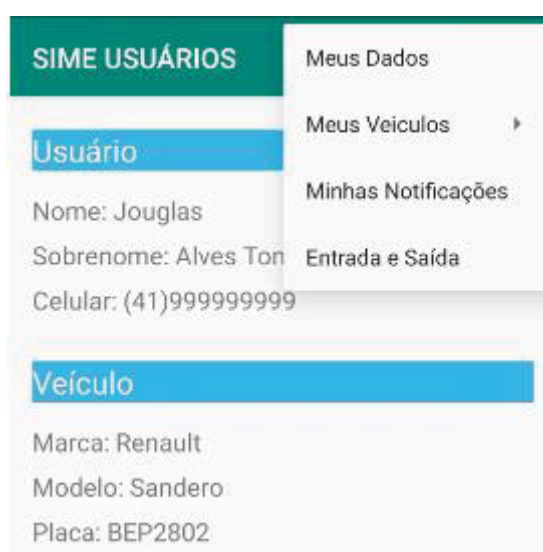 SIME USUÁRIOS
Meus Dados
Meus Veiculos
Minhas Notificações
Entrada e Saída
Usuário
Nome: Jouglas
Sobrenome: Alves
Celular: (41)999999999
Veículo
Marca: Renault
Modelo: Sandero
Placa: BEP2802